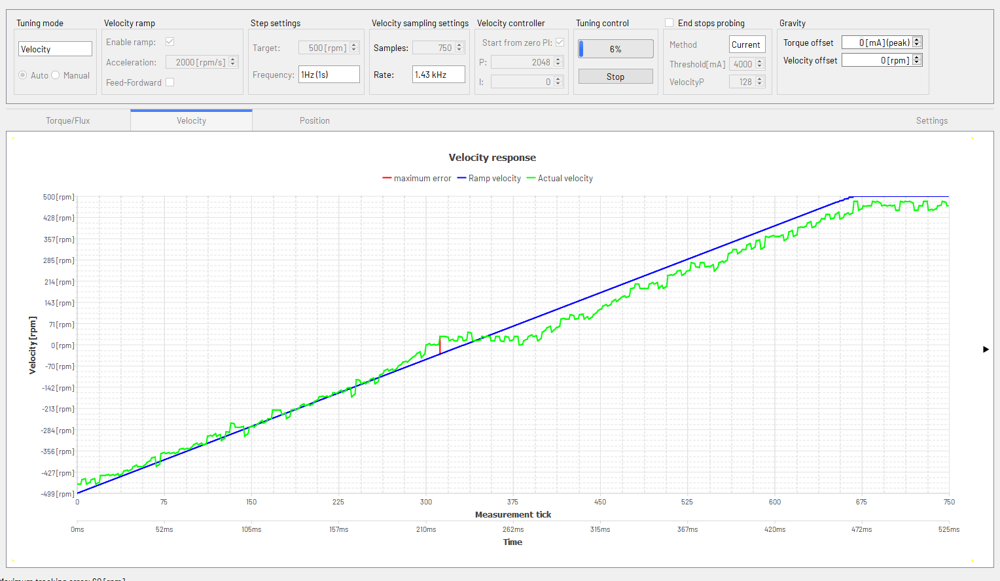 Tuning mode
Velocity
Auto Manual
Velocity ramp
Enable ramp:
Acceleration: 2000 [rpm/s]
Feed-Fordward
Step settings
Target: 500 [rpm]
Frequency: 1Hz (1s)
Velocity sampling settings
Samples: 750
Rate: 1.43 kHz
Velocity controller
Start from zero PI:
P: 2048
I: 0
Tuning control
6%
Stop
End stops probing
Method Current
Threshold[mA] 4000
VelocityP 128
Gravity
Torque offset 0 [mA] (peak)
Velocity offset 0 [rpm]
Torque/Flux Velocity Position Settings
Velocity response
maximum error Ramp velocity Actual velocity
500 [rpm]
428 [rpm]
357 [rpm]
285 [rpm]
214 [rpm]
143 [rpm]
71 [rpm]
0 [rpm]
-70 [rpm]
-142 [rpm]
-213 [rpm]
-284 [rpm]
-356 [rpm]
-427 [rpm]
-499 [rpm]
Velocity [rpm]
0 75 150 225 300 375 450 525 600 675 750
Measurement tick
0ms 52ms 105ms 157ms 210ms 262ms 315ms 367ms 420ms 472ms 525ms
Time
Maximum tracking error: 60 [rpm]